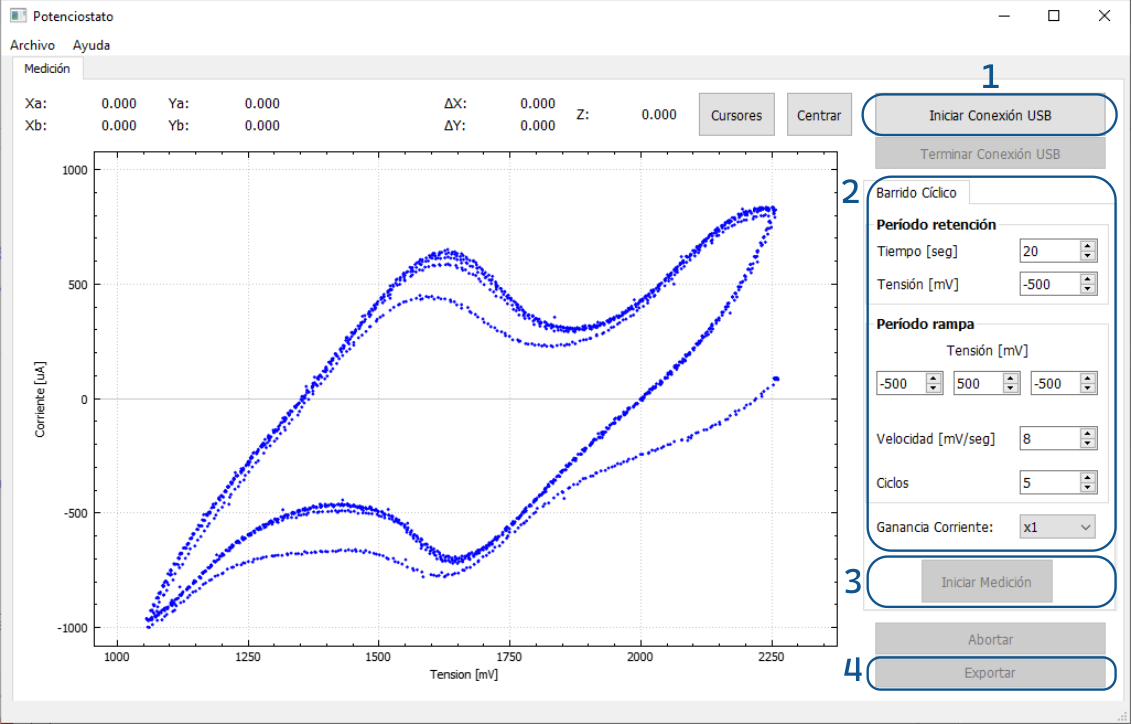 Potenciostato
Archivo Ayuda
Medición
1
Xa: 0.000 Ya: 0.000 ΔX: 0.000
Xb: 0.000 Yb: 0.000 ΔY: 0.000
Z: 0.000
Cursores
Centrar
Iniciar Conexión USB
Terminar Conexión USB
2
Barrido Cíclico
Período retención
Tiempo [seg] 20
Tensión [mV] -500
Período rampa
Tensión [mV]
-500 500 -500
Velocidad [mV/seg] 8
Ciclos 5
Ganancia Corriente: x1
3
Iniciar Medición
Abortar
4
Exportar
Corriente [uA]
1000
500
0
-500
-1000
1000 1250 1500 1750 2000 2250
Tension [mV]